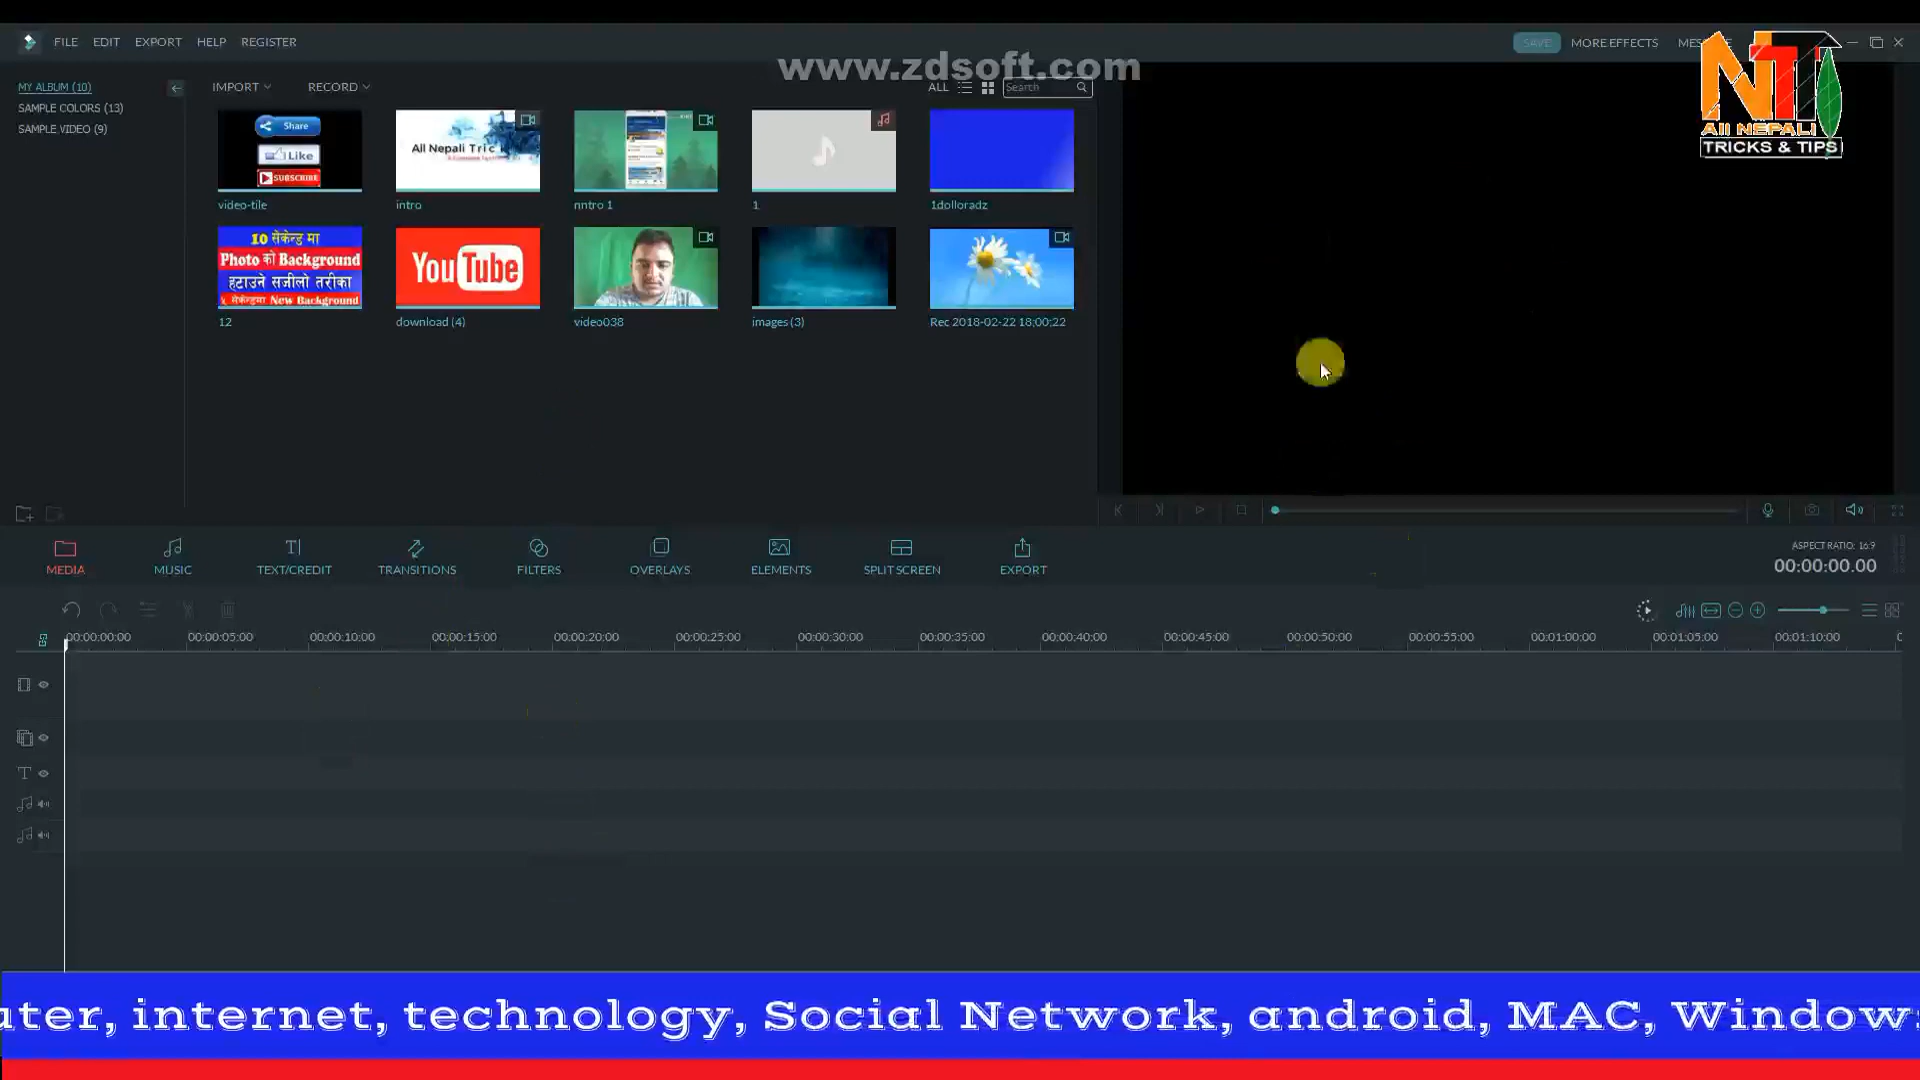 FILE EDIT EXPORT HELP REGISTER
SAVE MORE EFFECTS
www.zdsoft.com
NTT
All NEPALI
TRICKS & TIPS
MY ALBUM (10)
SAMPLE COLORS (13)
SAMPLE VIDEO (9)
IMPORT RECORD
ALL Search
Share
Like
SUBSCRIBE
video-tile
All Nepali Tric
intro
nntro 1
1
1dolloradz
10 सेकेन्ड मा
Photo को Background
हटाउने सजीलो तरीका
५ सेकेन्डमा New Background
12
YouTube
download (4)
video038
images (3)
Rec 2018-02-22 18;00;22
MEDIA MUSIC TEXT/CREDIT TRANSITIONS FILTERS OVERLAYS ELEMENTS SPLIT SCREEN EXPORT
ASPECT RATIO: 16:9
00:00:00.00
00:00:00:00 00:00:05:00 00:00:10:00 00:00:15:00 00:00:20:00 00:00:25:00 00:00:30:00 00:00:35:00 00:00:40:00 00:00:45:00 00:00:50:00 00:00:55:00 00:01:00:00 00:01:05:00 00:01:10:00
uter, internet, technology, Social Network, android, MAC, Window